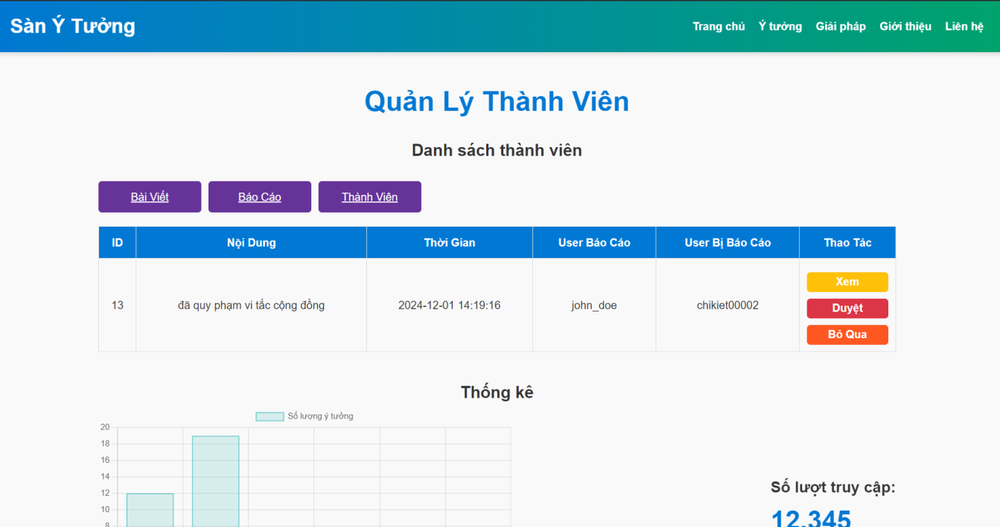 Sàn Ý Tưởng
Trang chủ Ý tưởng Giải pháp Giới thiệu Liên hệ
Quản Lý Thành Viên
Danh sách thành viên
Bài Viết Báo Cáo Thành Viên
ID Nội Dung Thời Gian User Báo Cáo User Bị Báo Cáo Thao Tác
Xem
13 đã quy phạm vi tắc cộng đồng 2024-12-01 14:19:16 john_doe chikiet00002
Duyệt
Bỏ Qua
Thống kê
Số lượng ý tưởng
20
18
16
14
12
10
8
Số lượt truy cập:
12.345